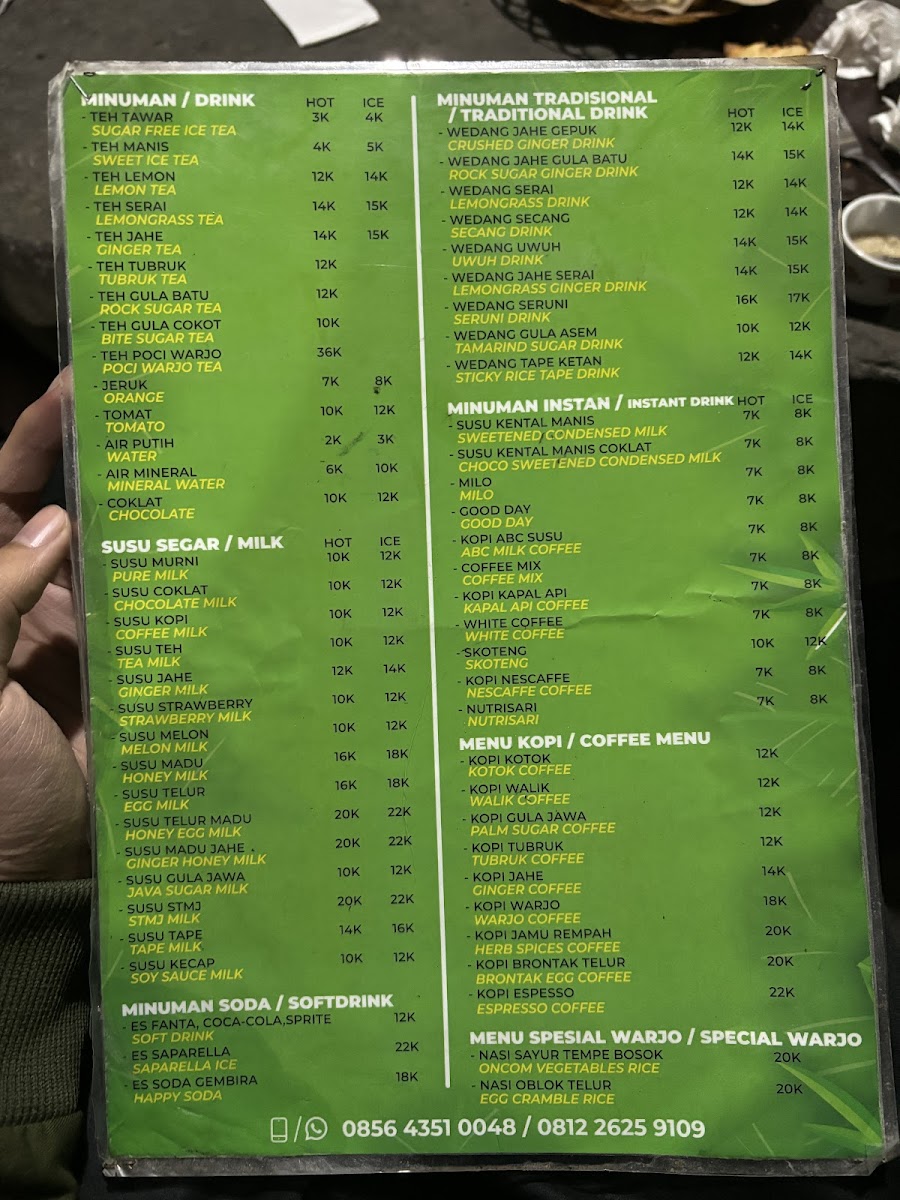 MINUMAN / DRINK HOT ICE
- TEH TAWAR 3K 4K
SUGAR FREE ICE TEA
- TEH MANIS 4K 5K
SWEET ICE TEA
- TEH LEMON 12K 14K
LEMON TEA
- TEH SERAI 14K 15K
LEMONGRASS TEA
- TEH JAHE 14K 15K
GINGER TEA
- TEH TUBRUK 12K
TUBRUK TEA
- TEH GULA BATU 12K
ROCK SUGAR TEA
- TEH GULA COKOT 10K
BITE SUGAR TEA
- TEH POCI WARJO 36K
POCI WARJO TEA
- JERUK 7K 8K
ORANGE
- TOMAT 10K 12K
TOMATO
- AIR PUTIH 2K 3K
WATER
- AIR MINERAL 6K 10K
MINERAL WATER
- COKLAT 10K 12K
CHOCOLATE
SUSU SEGAR / MILK HOT ICE
- SUSU MURNI 10K 12K
PURE MILK
- SUSU COKLAT 10K 12K
CHOCOLATE MILK
- SUSU KOPI 10K 12K
COFFEE MILK
- SUSU TEH 10K 12K
TEA MILK
- SUSU JAHE 12K 14K
GINGER MILK
- SUSU STRAWBERRY 10K 12K
STRAWBERRY MILK
- SUSU MELON 10K 12K
MELON MILK
- SUSU MADU 16K 18K
HONEY MILK
- SUSU TELUR 16K 18K
EGG MILK
- SUSU TELUR MADU 20K 22K
HONEY EGG MILK
- SUSU MADU JAHE 20K 22K
GINGER HONEY MILK
- SUSU GULA JAWA 10K 12K
JAVA SUGAR MILK
- SUSU STMJ 20K 22K
STMJ MILK
- SUSU TAPE 14K 16K
TAPE MILK
- SUSU KECAP 10K 12K
SOY SAUCE MILK
MINUMAN SODA / SOFTDRINK
- ES FANTA, COCA-COLA,SPRITE 12K
SOFT DRINK
- ES SAPARELLA 22K
SAPARELLA ICE
- ES SODA GEMBIRA 18K
HAPPY SODA
MINUMAN TRADISIONAL
/ TRADITIONAL DRINK HOT ICE
- WEDANG JAHE GEPUK 12K 14K
CRUSHED GINGER DRINK
- WEDANG JAHE GULA BATU 14K 15K
ROCK SUGAR GINGER DRINK
- WEDANG SERAI 12K 14K
LEMONGRASS DRINK
- WEDANG SECANG 12K 14K
SECANG DRINK
- WEDANG UWUH 14K 15K
UWUH DRINK
- WEDANG JAHE SERAI 14K 15K
LEMONGRASS GINGER DRINK
- WEDANG SERUNI 16K 17K
SERUNI DRINK
- WEDANG GULA ASEM 10K 12K
TAMARIND SUGAR DRINK
- WEDANG TAPE KETAN 12K 14K
STICKY RICE TAPE DRINK
MINUMAN INSTAN / INSTANT DRINK HOT ICE
- SUSU KENTAL MANIS 7K 8K
SWEETENED CONDENSED MILK
- SUSU KENTAL MANIS COKLAT 7K 8K
CHOCO SWEETENED CONDENSED MILK
- MILO 7K 8K
MILO
- GOOD DAY 7K 8K
GOOD DAY
- KOPI ABC SUSU 7K 8K
ABC MILK COFFEE
- COFFEE MIX 7K 8K
COFFEE MIX
- KOPI KAPAL API 7K 8K
KAPAL API COFFEE
- WHITE COFFEE 7K 8K
WHITE COFFEE
- SKOTENG 10K 12K
SKOTENG
- KOPI NESCAFFE 7K 8K
NESCAFFE COFFEE
- NUTRISARI 7K 8K
NUTRISARI
MENU KOPI / COFFEE MENU
- KOPI KOTOK 12K
KOTOK COFFEE
- KOPI WALIK 12K
WALIK COFFEE
- KOPI GULA JAWA 12K
PALM SUGAR COFFEE
- KOPI TUBRUK 12K
TUBRUK COFFEE
- KOPI JAHE 14K
GINGER COFFEE
- KOPI WARJO 18K
WARJO COFFEE
- KOPI JAMU REMPAH 20K
HERB SPICES COFFEE
- KOPI BRONTAK TELUR 20K
BRONTAK EGG COFFEE
- KOPI ESPESSO 22K
ESPRESSO COFFEE
MENU SPESIAL WARJO / SPECIAL WARJO
- NASI SAYUR TEMPE BOSOK 20K
ONCOM VEGETABLES RICE
- NASI OBLOK TELUR 20K
EGG CRAMBLE RICE
/ 0856 4351 0048 / 0812 2625 9109